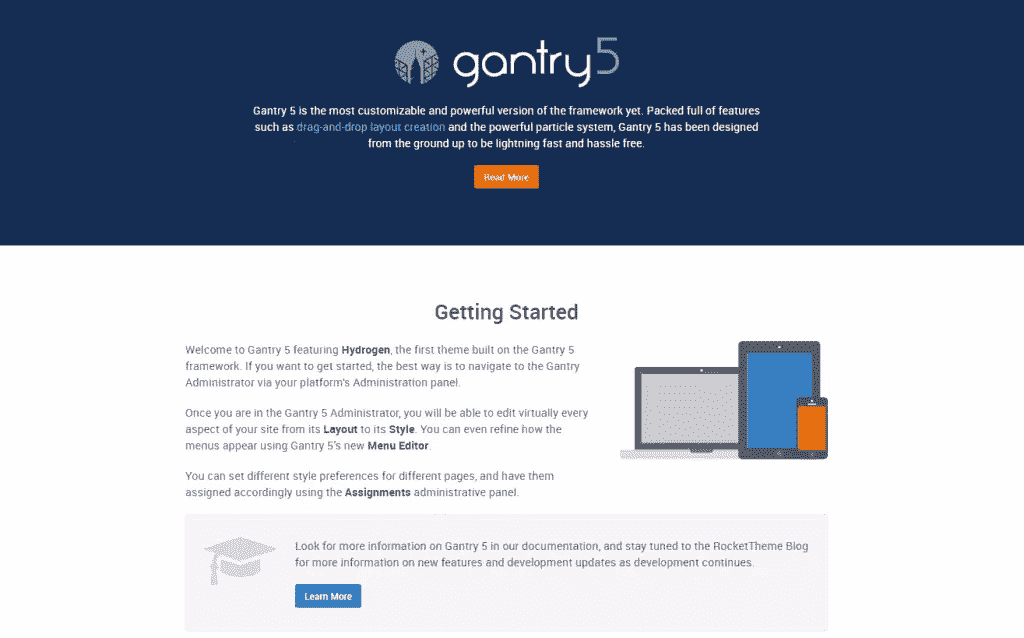 gantry5
Gantry 5 is the most customizable and powerful version of the framework yet. Packed full of features
such as drag-and-drop layout creation and the powerful particle system, Gantry 5 has been designed
from the ground up to be lightning fast and hassle free.
Read More
Getting Started
Welcome to Gantry 5 featuring Hydrogen, the first theme built on the Gantry 5
framework. If you want to get started, the best way is to navigate to the Gantry
Administrator via your platform's Administration panel.
Once you are in the Gantry 5 Administrator, you will be able to edit virtually every
aspect of your site from its Layout to its Style. You can even refine how the
menus appear using Gantry 5's new Menu Editor.
You can set different style preferences for different pages, and have them
assigned accordingly using the Assignments administrative panel.
Look for more information on Gantry 5 in our documentation, and stay tuned to the RocketTheme Blog
for more information on new features and development updates as development continues.
Learn More